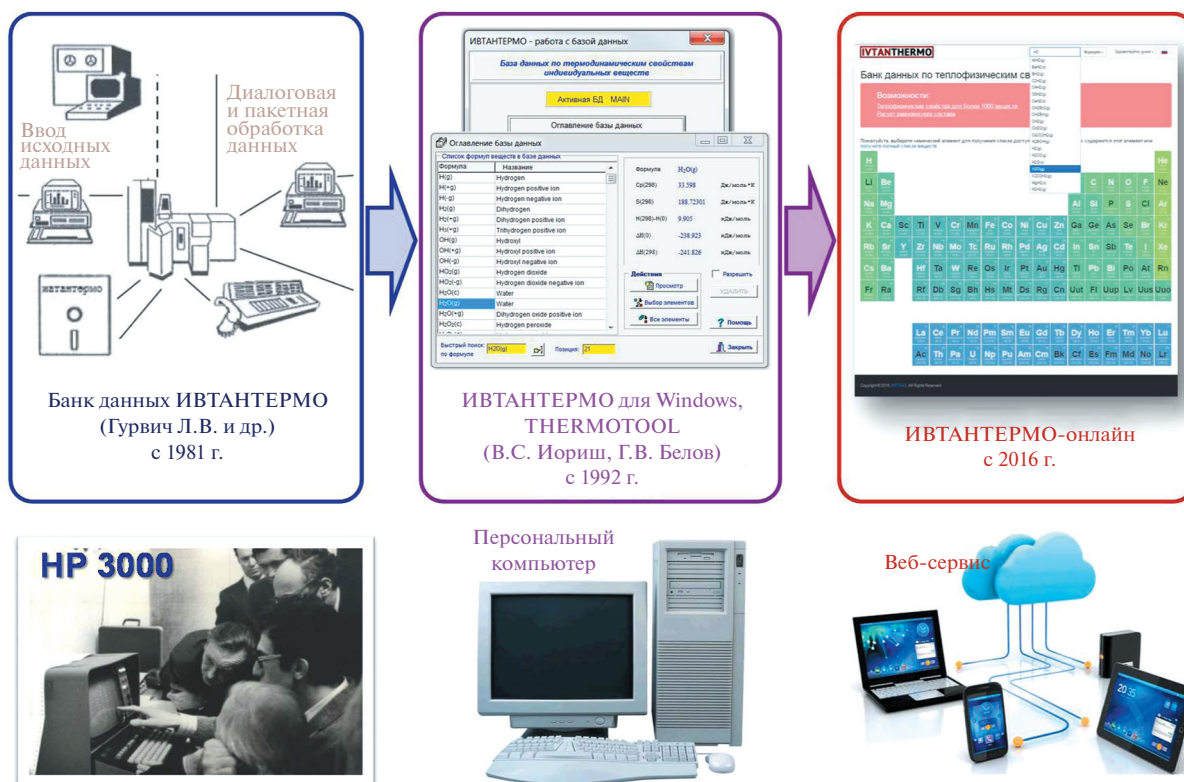 Ввод
исходных
данных
Диалоговая
и пакетная
обработка
данных
ивтантермо
Банк данных ИВТАНТЕРМО
(Гурвич Л.В. и др.)
с 1981 г.
ИВТАНТЕРМО - работа с базой данных
База данных по термодинамическим свойствам
индивидуальных веществ
Активная БД MAIN
Оглавление базы данных
Оглавление базы данных
Список формул веществ в базе данных
Формула Название
H(g) Hydrogen
H(+g) Hydrogen positive ion
H(-g) Hydrogen negative ion
H₂(g) Dihydrogen
H₂(+g) Dihydrogen positive ion
H₃(+g) Trihydrogen positive ion
OH(g) Hydroxyl
OH(+g) Hydroxyl positive ion
OH(-g) Hydroxyl negative ion
HO₂(g) Hydrogen dioxide
HO₂(-g) Hydrogen dioxide negative ion
H₂O(c) Water
H₂O(g) Water
H₂O(+g) Dihydrogen oxide positive ion
H₂O₂(c) Hydrogen peroxide
Формула H₂O(g)
Cp(298) 33.598 Дж/моль*К
S(298) 188.72301 Дж/моль*К
H(298)-H(0) 9.905 кДж/моль
ΔH(0) -238.923 кДж/моль
ΔH(298) -241.826 кДж/моль
Действия
Просмотр
Выбор элементов
Все элементы
Разрешить
УДАЛИТЬ
? Помощь
Закрыть
Быстрый поиск
по формуле
H2O(g)
Позиция: 21
ИВТАНТЕРМО для Windows,
THERMOTOOL
(В.С. Иориш, Г.В. Белов)
с 1992 г.
IVTANTHERMO
Банк данных по теплофизическим св
Возможности:
Теплофизические свойства для более 1000 веществ
Расчет равновесного состава
H He
Li Be C N O F Ne
Na Mg Al Si P S Cl Ar
K Ca Sc Ti V Cr Mn Fe Co Ni Cu Zn Ga Ge As Se Br Kr
Rb Sr Y Zr Nb Mo Tc Ru Rh Pd Ag Cd In Sn Sb Te I Xe
Cs Ba Hf Ta W Re Os Ir Pt Au Hg Tl Pb Bi Po At Rn
Fr Ra Rf Db Sg Bh Hs Mt Ds Rg Cn Uut Fl Uup Lv Uus Uuo
La Ce Pr Nd Pm Sm Eu Gd Tb Dy Ho Er Tm Yb Lu
Ac Th Pa U Np Pu Am Cm Bk Cf Es Fm Md No Lr
ИВТАНТЕРМО-онлайн
с 2016 г.
HP 3000
Персональный
компьютер
Веб-сервис
20 35